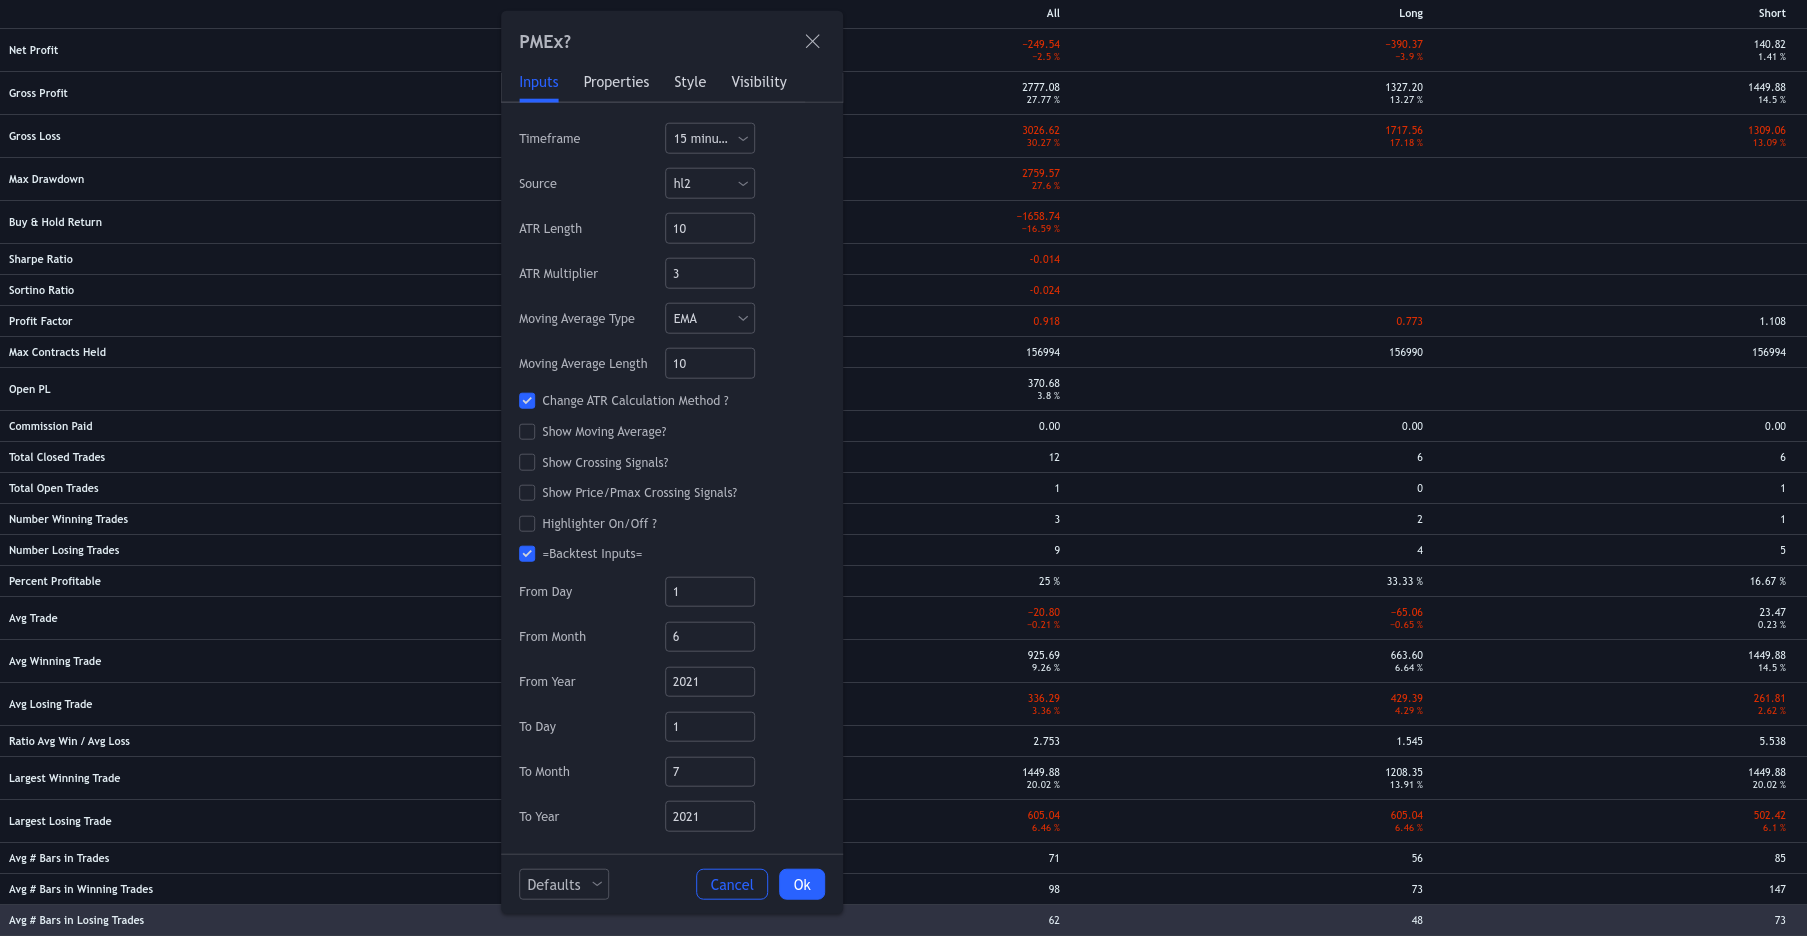 All Long Short
Net Profit −249.54 −390.37 140.82
−2.5 % −3.9 % 1.41 %
Gross Profit 2777.08 1327.20 1449.88
27.77 % 13.27 % 14.5 %
Gross Loss 3026.62 1717.56 1309.06
30.27 % 17.18 % 13.09 %
Max Drawdown 2759.57
27.6 %
Buy & Hold Return −1658.74
−16.59 %
Sharpe Ratio -0.014
Sortino Ratio -0.024
Profit Factor 0.918 0.773 1.108
Max Contracts Held 156994 156990 156994
Open PL 370.68
3.8 %
Commission Paid 0.00 0.00 0.00
Total Closed Trades 12 6 6
Total Open Trades 1 0 1
Number Winning Trades 3 2 1
Number Losing Trades 9 4 5
Percent Profitable 25 % 33.33 % 16.67 %
Avg Trade −20.80 −65.06 23.47
−0.21 % −0.65 % 0.23 %
Avg Winning Trade 925.69 663.60 1449.88
9.26 % 6.64 % 14.5 %
Avg Losing Trade 336.29 429.39 261.81
3.36 % 4.29 % 2.62 %
Ratio Avg Win / Avg Loss 2.753 1.545 5.538
Largest Winning Trade 1449.88 1208.35 1449.88
20.02 % 13.91 % 20.02 %
Largest Losing Trade 605.04 605.04 502.42
6.46 % 6.46 % 6.1 %
Avg # Bars in Trades 71 56 85
Avg # Bars in Winning Trades 98 73 147
Avg # Bars in Losing Trades 62 48 73
PMEx?
Inputs Properties Style Visibility
Timeframe 15 minu...
Source hl2
ATR Length 10
ATR Multiplier 3
Moving Average Type EMA
Moving Average Length 10
Change ATR Calculation Method ?
Show Moving Average?
Show Crossing Signals?
Show Price/Pmax Crossing Signals?
Highlighter On/Off ?
=Backtest Inputs=
From Day 1
From Month 6
From Year 2021
To Day 1
To Month 7
To Year 2021
Defaults Cancel Ok